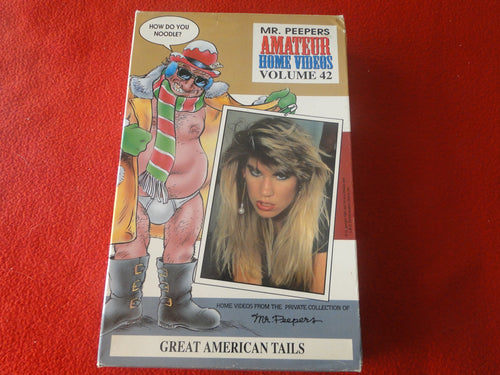 HOW DO YOU
NOODLE?
MR. PEEPERS
AMATEUR
HOME VIDEOS
VOLUME 42
HOME VIDEOS FROM THE PRIVATE COLLECTION OF
Mr. Peepers
GREAT AMERICAN TAILS